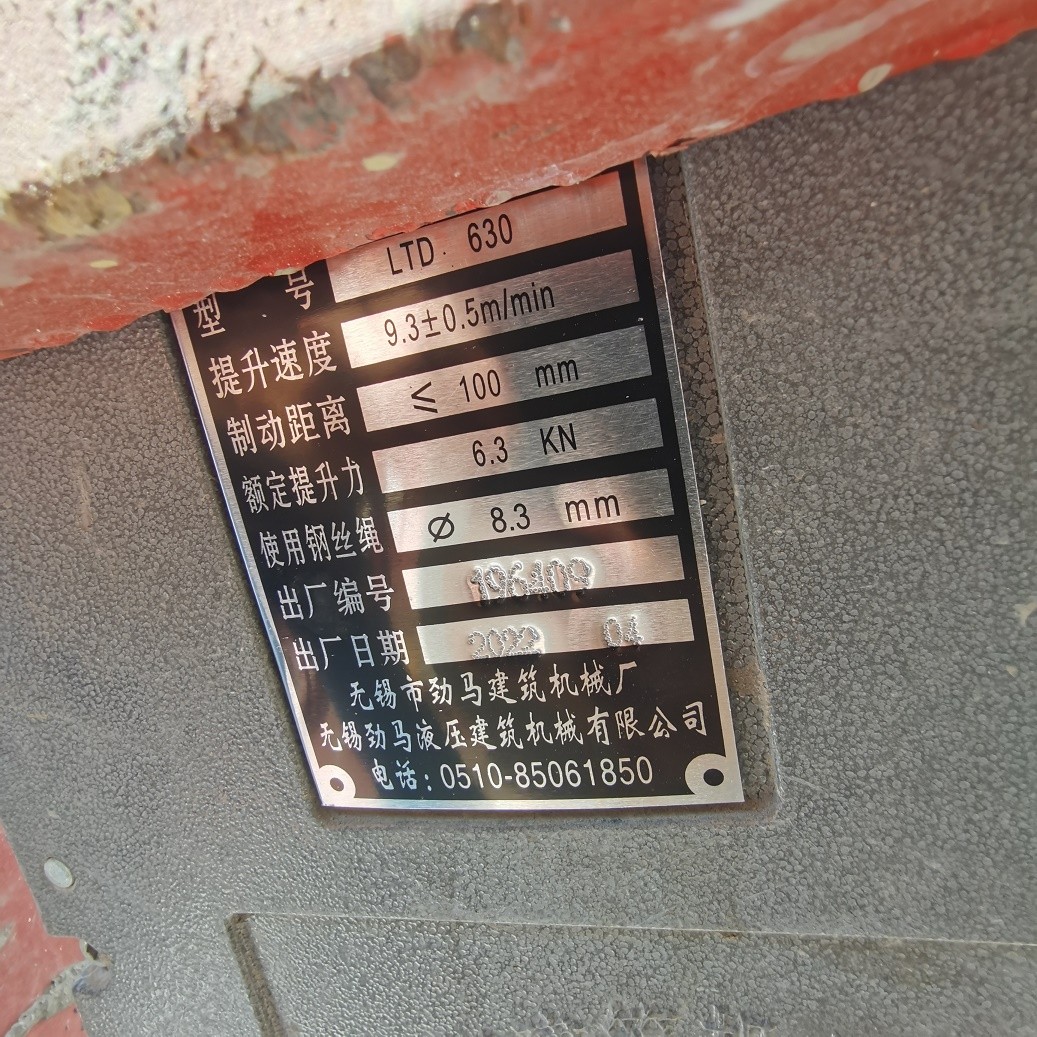 型 号 LTD 630
提升速度 9.3±0.5m/min
制动距离 ≤ 100 mm
额定提升力 6.3 KN
使用钢丝绳 Ø 8.3 mm
出厂编号 196409
出厂日期 2022 04
无锡市劲马建筑机械厂
无锡劲马液压建筑机械有限公司
电话:0510-85061850